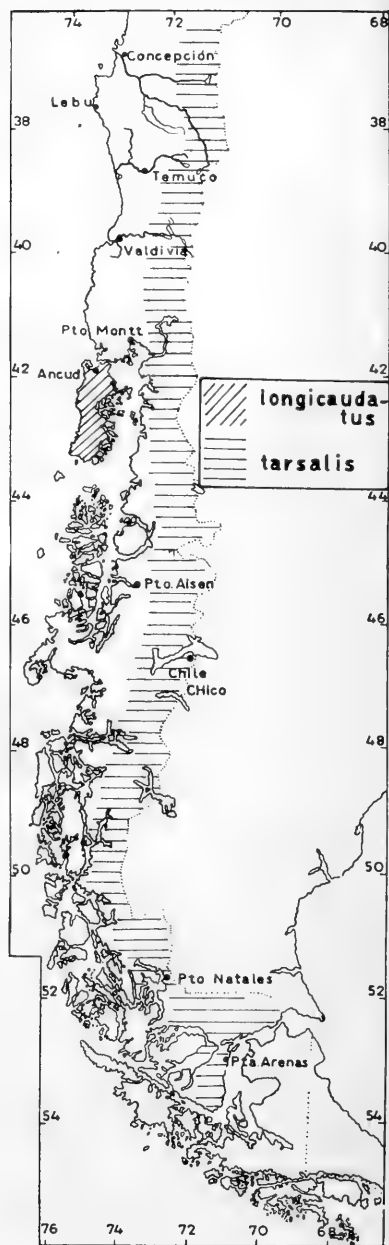 74 72 70 68
Concepción
Lebu
38 38
Temuco
40 40
Valdivia
Pto. Montt
42 42
Ancud
longicauda-
tus
tarsalis
44 44
Pto. Aisen
46 46
Chile
CHico
48 48
50 50
Pto Natales
52 52
Pta. Arenas
54 54
76 74 72 70 68